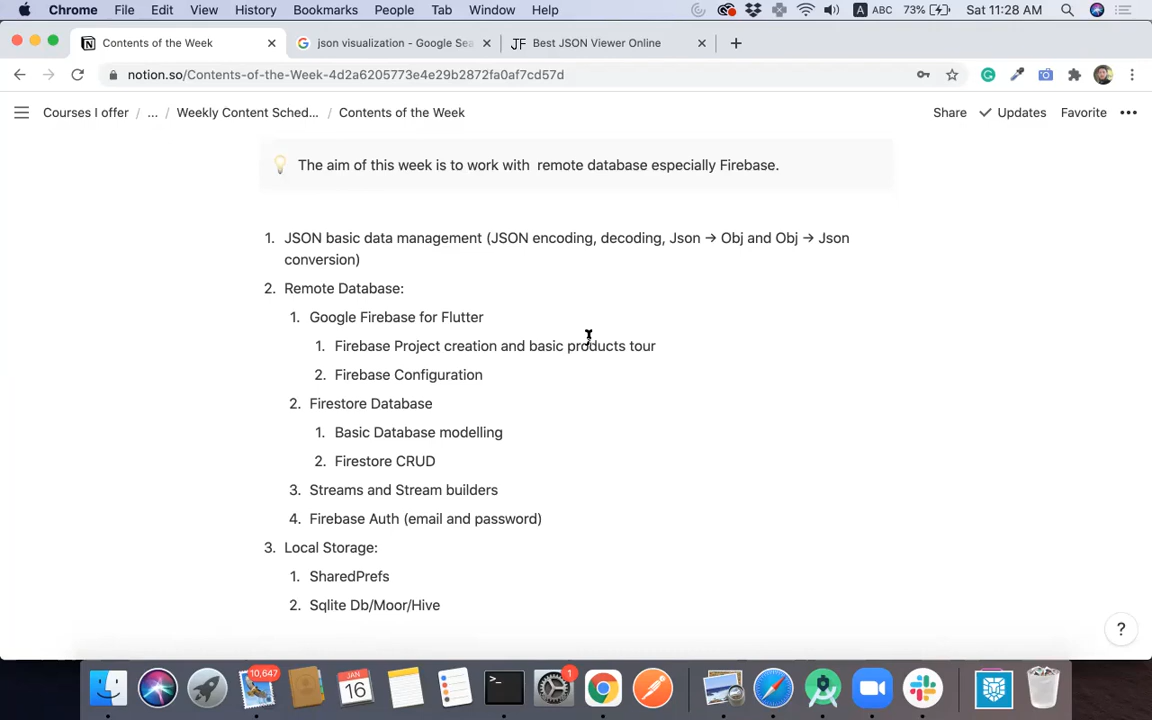 Chrome File Edit View History Bookmarks People Tab Window Help A ABC 73% Sat 11:28 AM
Contents of the Week json visualization - Google Sea JF Best JSON Viewer Online
notion.so/Contents-of-the-Week-4d2a6205773e4e29b2872fa0af7cd57d
Courses I offer / ... / Weekly Content Sched... / Contents of the Week Share Updates Favorite •••
The aim of this week is to work with remote database especially Firebase.
1. JSON basic data management (JSON encoding, decoding, Json → Obj and Obj → Json
conversion)
2. Remote Database:
1. Google Firebase for Flutter
1. Firebase Project creation and basic products tour
2. Firebase Configuration
2. Firestore Database
1. Basic Database modelling
2. Firestore CRUD
3. Streams and Stream builders
4. Firebase Auth (email and password)
3. Local Storage:
1. SharedPrefs
2. Sqlite Db/Moor/Hive
?
10,647 JAN 16 1